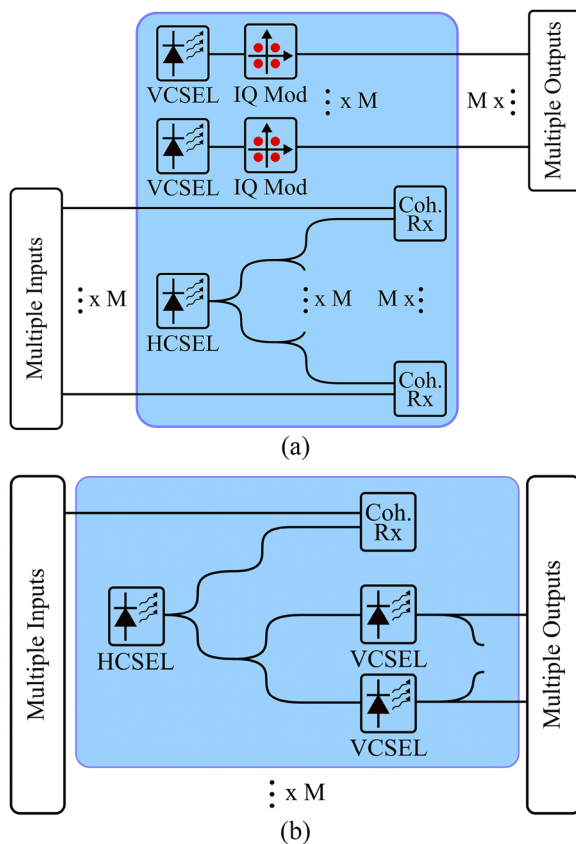 VCSEL
IQ Mod
x M
M x
Multiple Outputs
VCSEL
IQ Mod
Multiple Inputs
x M
Coh.
Rx
HCSEL
x M
M x
Coh.
Rx
(a)
Multiple Inputs
Coh.
Rx
HCSEL
VCSEL
VCSEL
Multiple Outputs
x M
(b)